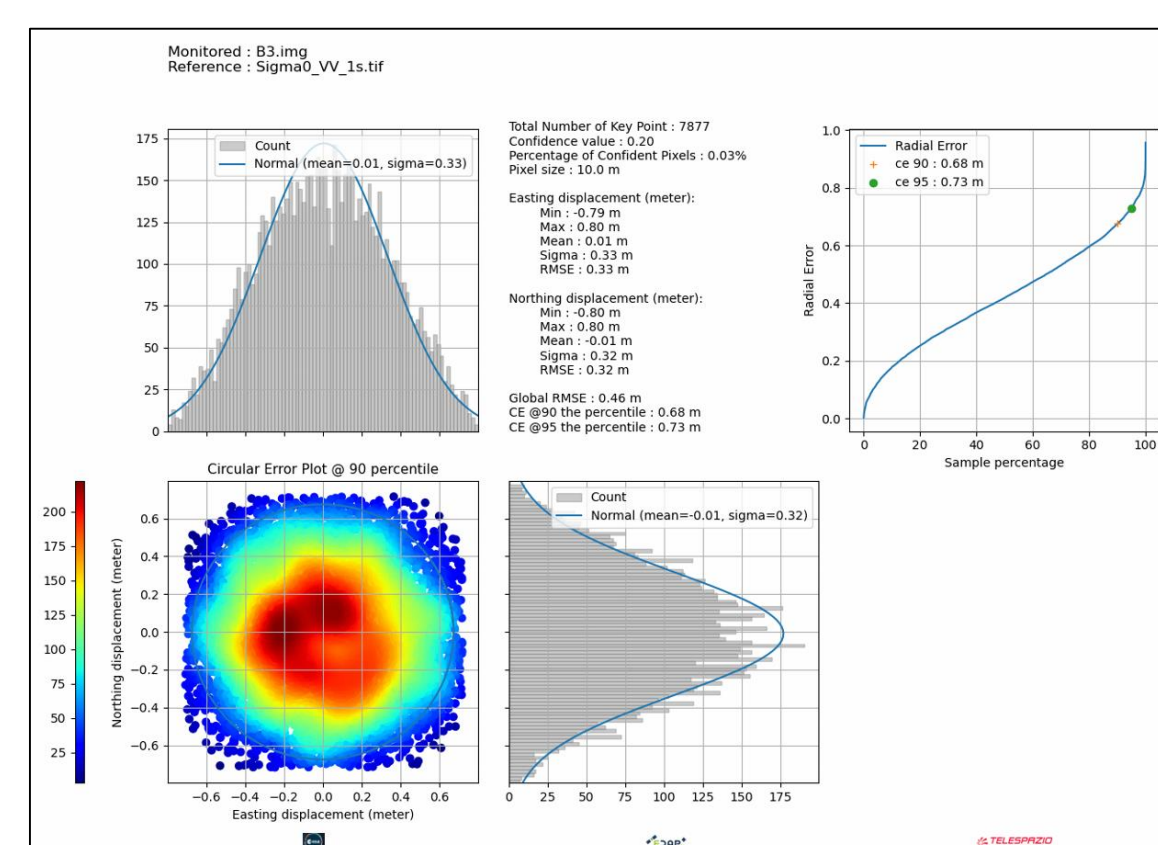 Monitored : B3.img
Reference : Sigma0_VV_1s.tif
175
150
125
100
75
50
25
0
Count
Normal (mean=0.01, sigma=0.33)
Total Number of Key Point : 7877
Confidence value : 0.20
Percentage of Confident Pixels : 0.03%
Pixel size : 10.0 m
Easting displacement (meter):
Min : -0.79 m
Max : 0.80 m
Mean : 0.01 m
Sigma : 0.33 m
RMSE : 0.33 m
Northing displacement (meter):
Min : -0.80 m
Max : 0.80 m
Mean : -0.01 m
Sigma : 0.32 m
RMSE : 0.32 m
Global RMSE : 0.46 m
CE @90 the percentile : 0.68 m
CE @95 the percentile : 0.73 m
1.0
0.8
0.6
0.4
0.2
0.0
Radial Error
Radial Error
ce 90 : 0.68 m
ce 95 : 0.73 m
0 20 40 60 80 100
Sample percentage
200
175
150
125
100
75
50
25
Circular Error Plot @ 90 percentile
Northing displacement (meter)
0.6
0.4
0.2
0.0
−0.2
−0.4
−0.6
−0.6 −0.4 −0.2 0.0 0.2 0.4 0.6
Easting displacement (meter)
Count
Normal (mean=-0.01, sigma=0.32)
0 25 50 75 100 125 150 175
TELESPAZIO